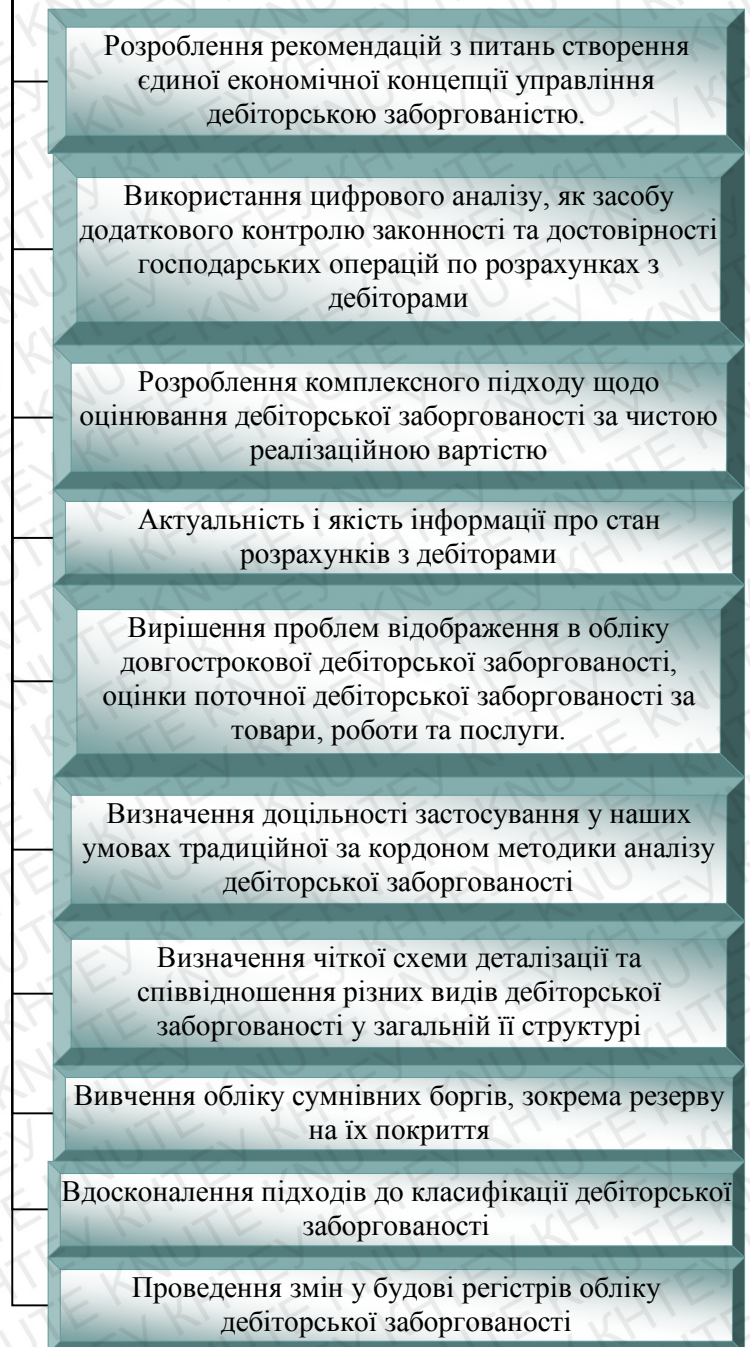 Розроблення рекомендацій з питань створення
єдиної економічної концепції управління
дебіторською заборгованістю.
Використання цифрового аналізу, як засобу
додаткового контролю законності та достовірності
господарських операцій по розрахунках з
дебіторами
Розроблення комплексного підходу щодо
оцінювання дебіторської заборгованості за чистою
реалізаційною вартістю
Актуальність і якість інформації про стан
розрахунків з дебіторами
Вирішення проблем відображення в обліку
довгострокової дебіторської заборгованості,
оцінки поточної дебіторської заборгованості за
товари, роботи та послуги.
Визначення доцільності застосування у наших
умовах традиційної за кордоном методики аналізу
дебіторської заборгованості
Визначення чіткої схеми деталізації та
співвідношення різних видів дебіторської
заборгованості у загальній її структурі
Вивчення обліку сумнівних боргів, зокрема резерву
на їх покриття
Вдосконалення підходів до класифікації дебіторської
заборгованості
Проведення змін у будові регістрів обліку
дебіторської заборгованості